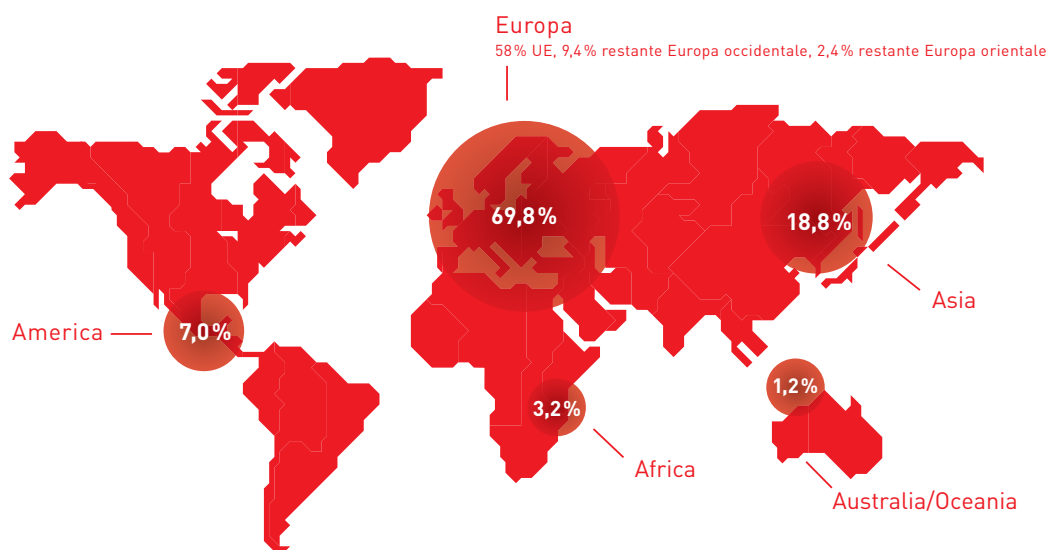 Europa
58% UE, 9,4% restante Europa occidentale, 2,4% restante Europa orientale
69,8%
18,8%
Asia
America
7,0%
1,2%
3,2%
Africa
Australia/Oceania